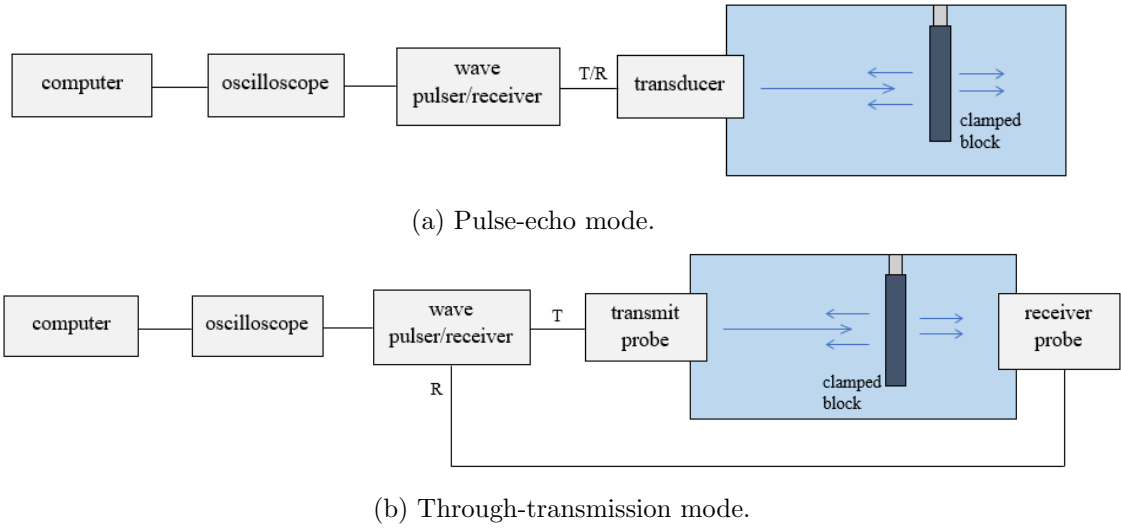 computer
oscilloscope
wave
pulser/receiver
T/R
transducer
clamped
block
(a) Pulse-echo mode.
computer
oscilloscope
wave
pulser/receiver
T
R
transmit
probe
clamped
block
receiver
probe
(b) Through-transmission mode.